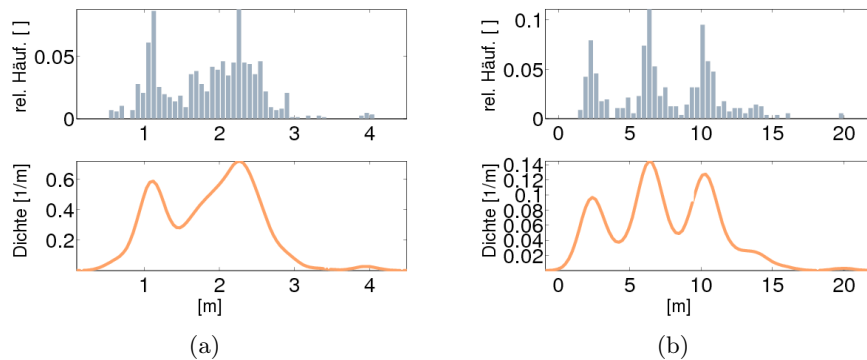 rel. Häuf. [ ]
0.05
0
1 2 3 4
Dichte [1/m]
0.6
0.4
0.2
1 2 3 4
[m]
(a)
rel. Häuf. [ ]
0.1
0.05
0
0 5 10 15 20
Dichte [1/m]
0.14
0.12
0.1
0.08
0.06
0.04
0.02
0 5 10 15 20
[m]
(b)